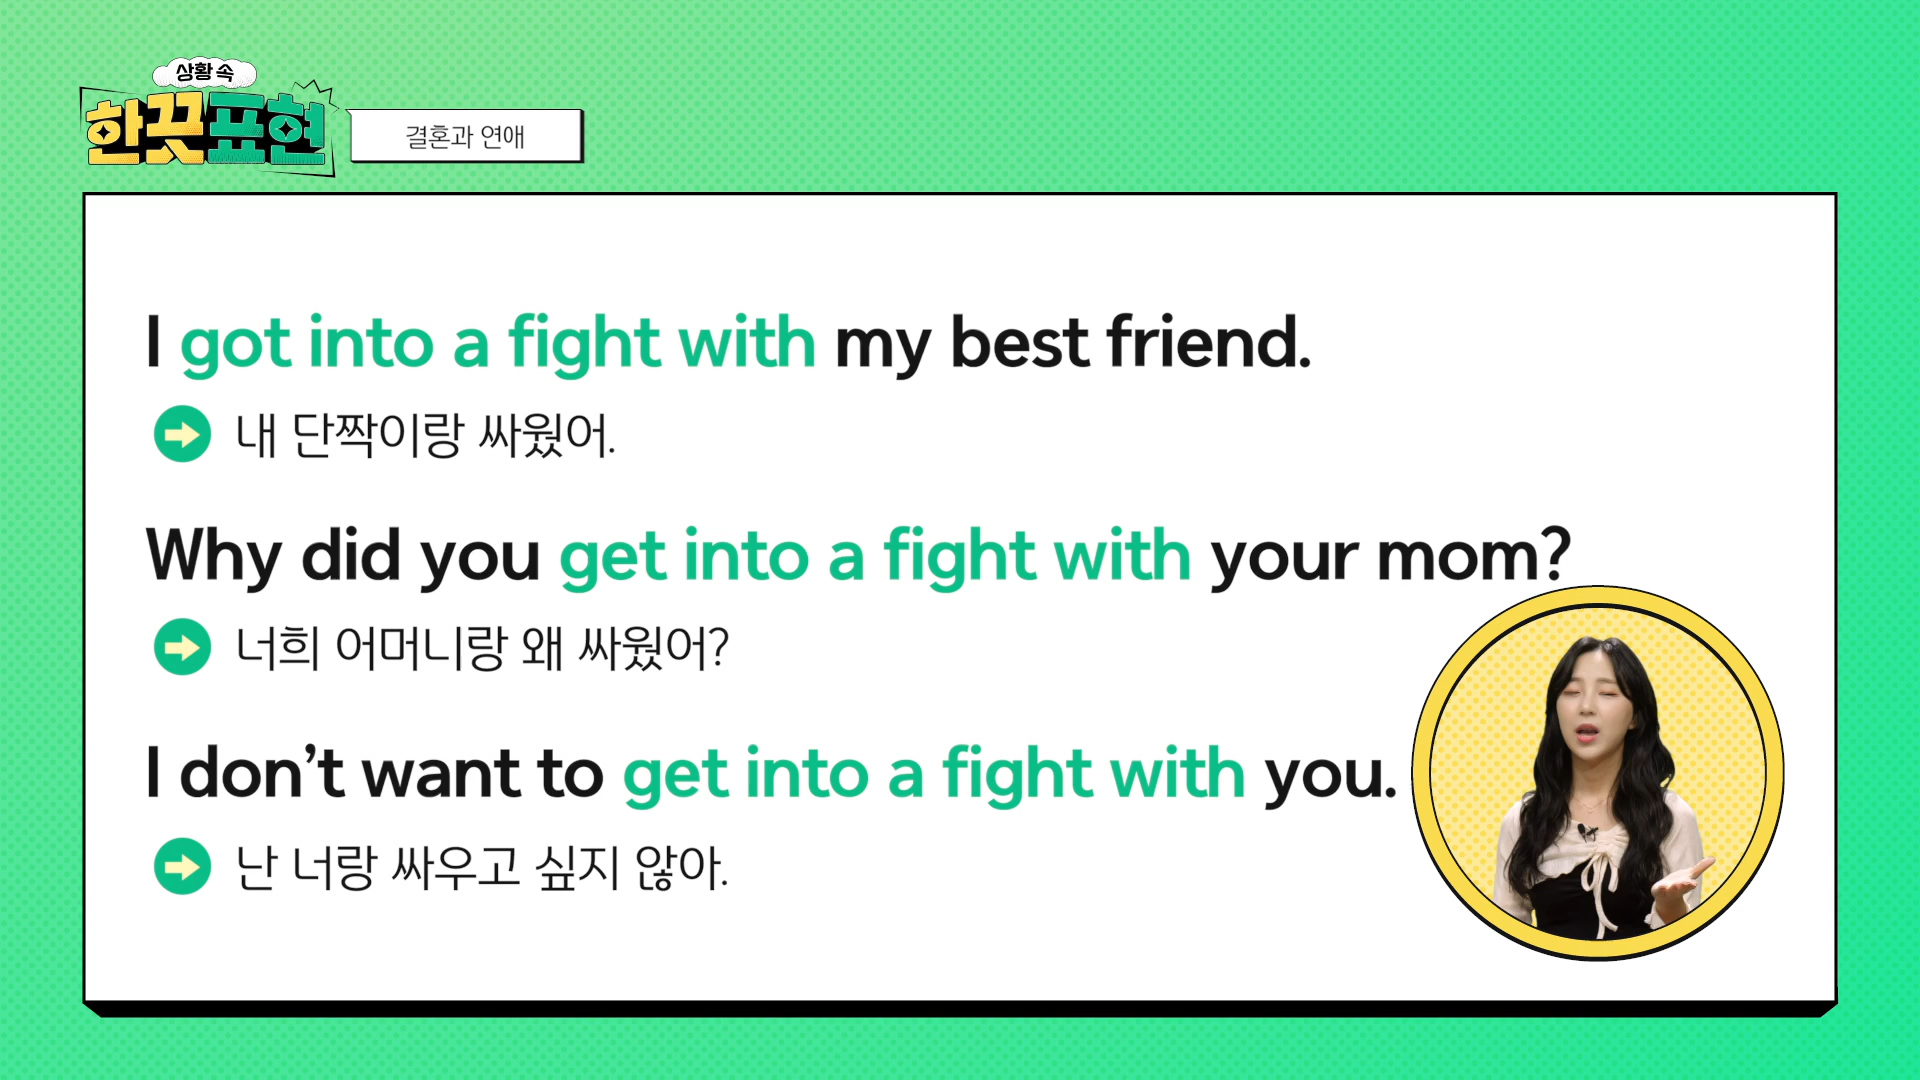 상황 속
한끗표현
결혼과 연애
I got into a fight with my best friend.
내 단짝이랑 싸웠어.
Why did you get into a fight with your mom?
너희 어머니랑 왜 싸웠어?
I don’t want to get into a fight with you.
난 너랑 싸우고 싶지 않아.